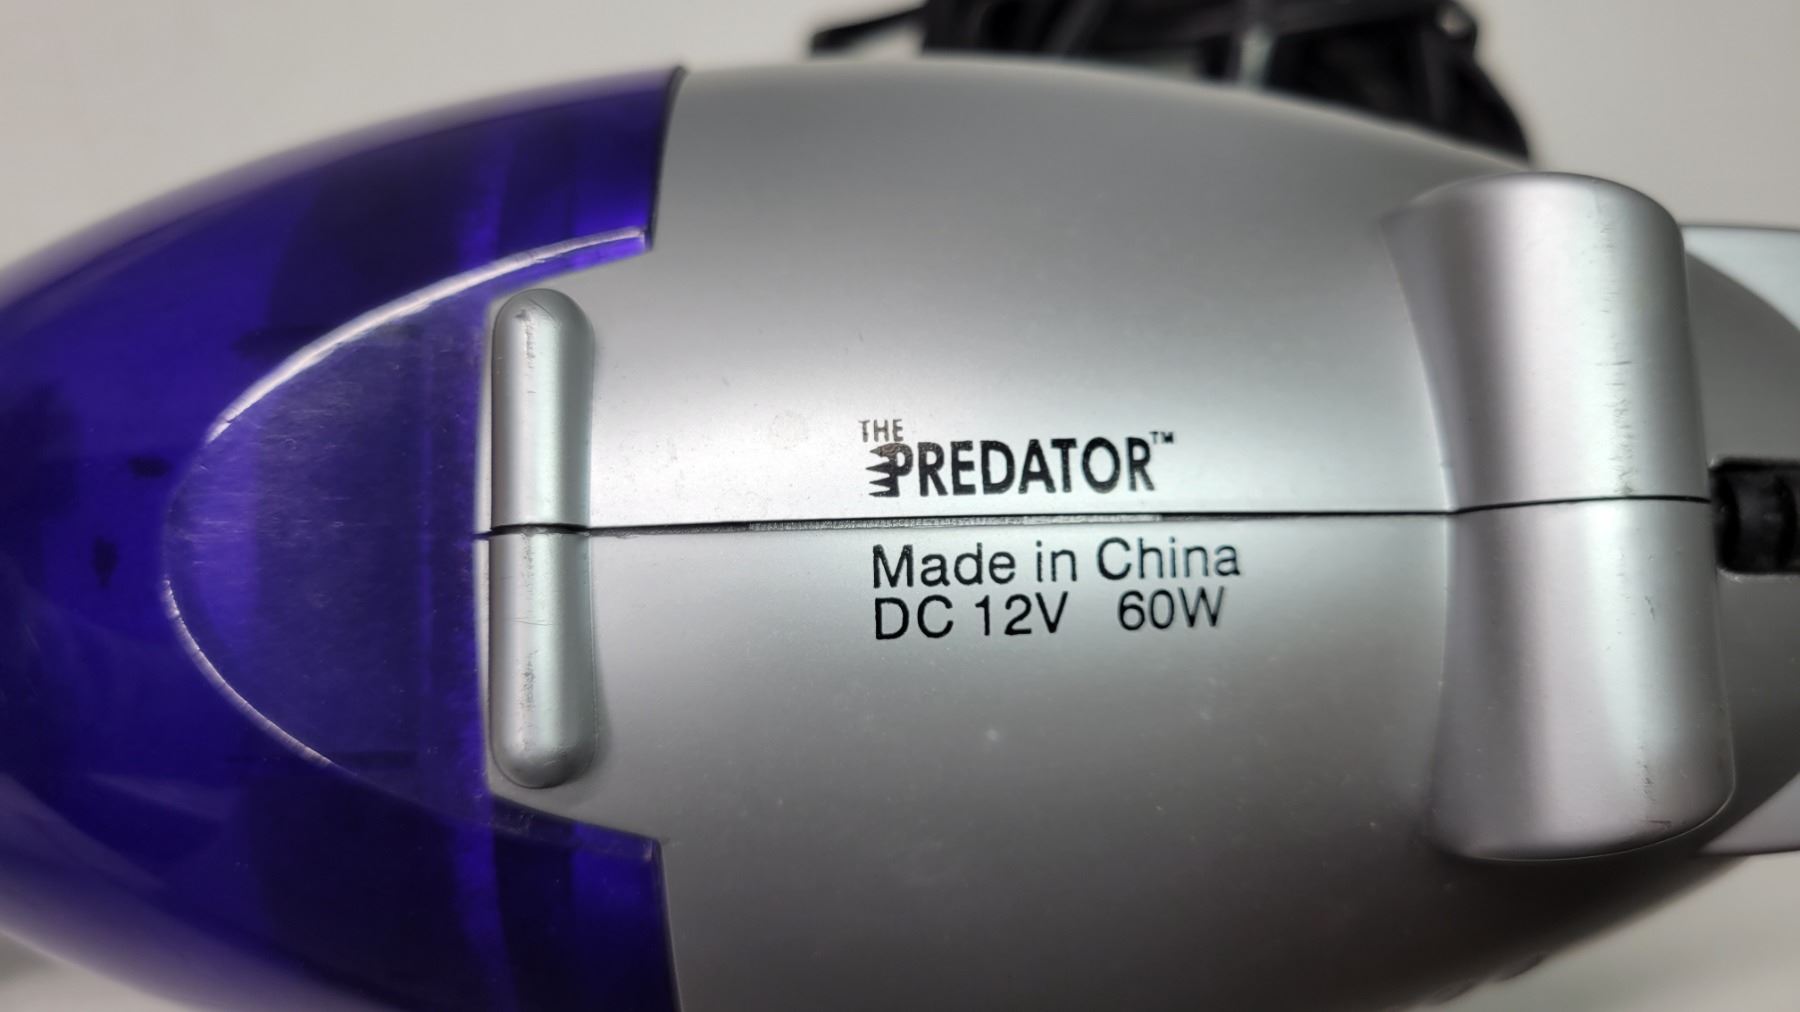 THE
PREDATOR™
Made in China
DC 12V 60W